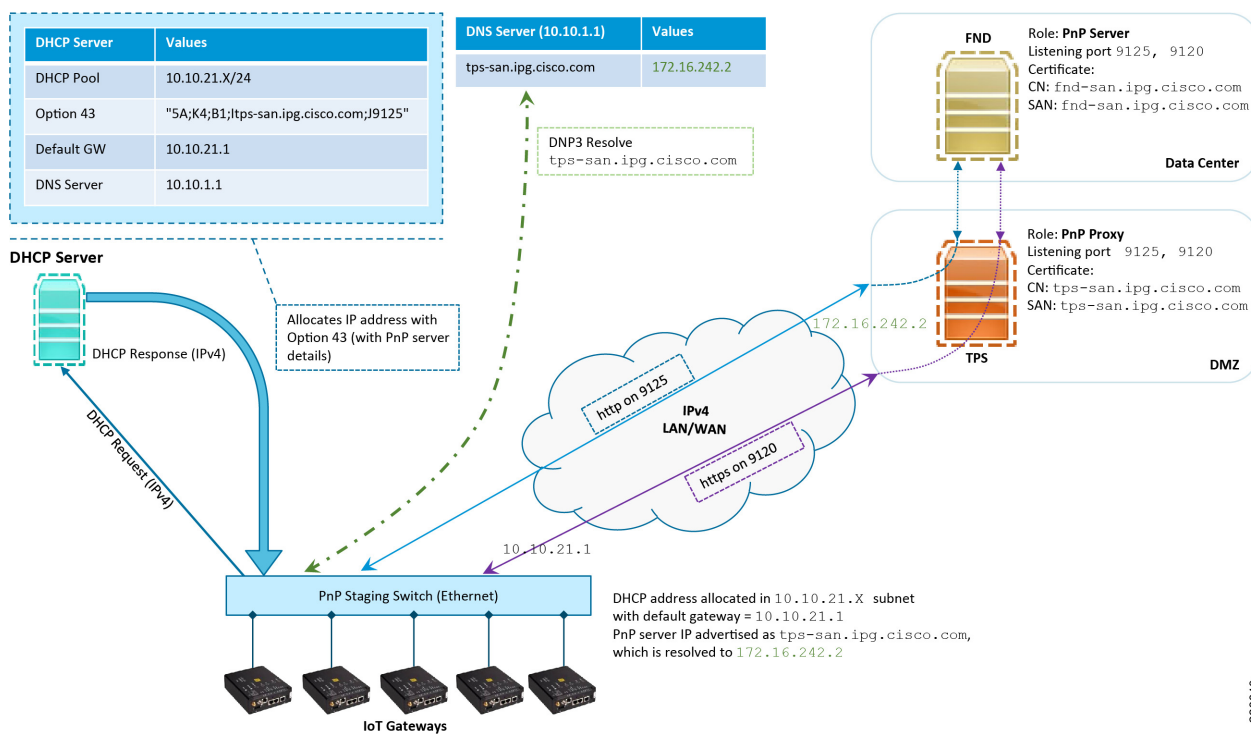 DHCP Server Values
DHCP Pool 10.10.21.X/24
Option 43 "5A;K4;B1;Itps-san.ipg.cisco.com;J9125"
Default GW 10.10.21.1
DNS Server 10.10.1.1
DNS Server (10.10.1.1) Values
tps-san.ipg.cisco.com 172.16.242.2
DNP3 Resolve
tps-san.ipg.cisco.com
FND
Role: PnP Server
Listening port 9125, 9120
Certificate:
CN: fnd-san.ipg.cisco.com
SAN: fnd-san.ipg.cisco.com
Data Center
Role: PnP Proxy
Listening port 9125, 9120
Certificate:
CN: tps-san.ipg.cisco.com
SAN: tps-san.ipg.cisco.com
TPS
DMZ
DHCP Server
DHCP Response (IPv4)
Allocates IP address with
Option 43 (with PnP server
details)
DHCP Request (IPv4)
172.16.242.2
http on 9125
IPv4
LAN/WAN
https on 9120
10.10.21.1
PnP Staging Switch (Ethernet)
DHCP address allocated in 10.10.21.X subnet
with default gateway = 10.10.21.1
PnP server IP advertised as tps-san.ipg.cisco.com,
which is resolved to 172.16.242.2
IoT Gateways